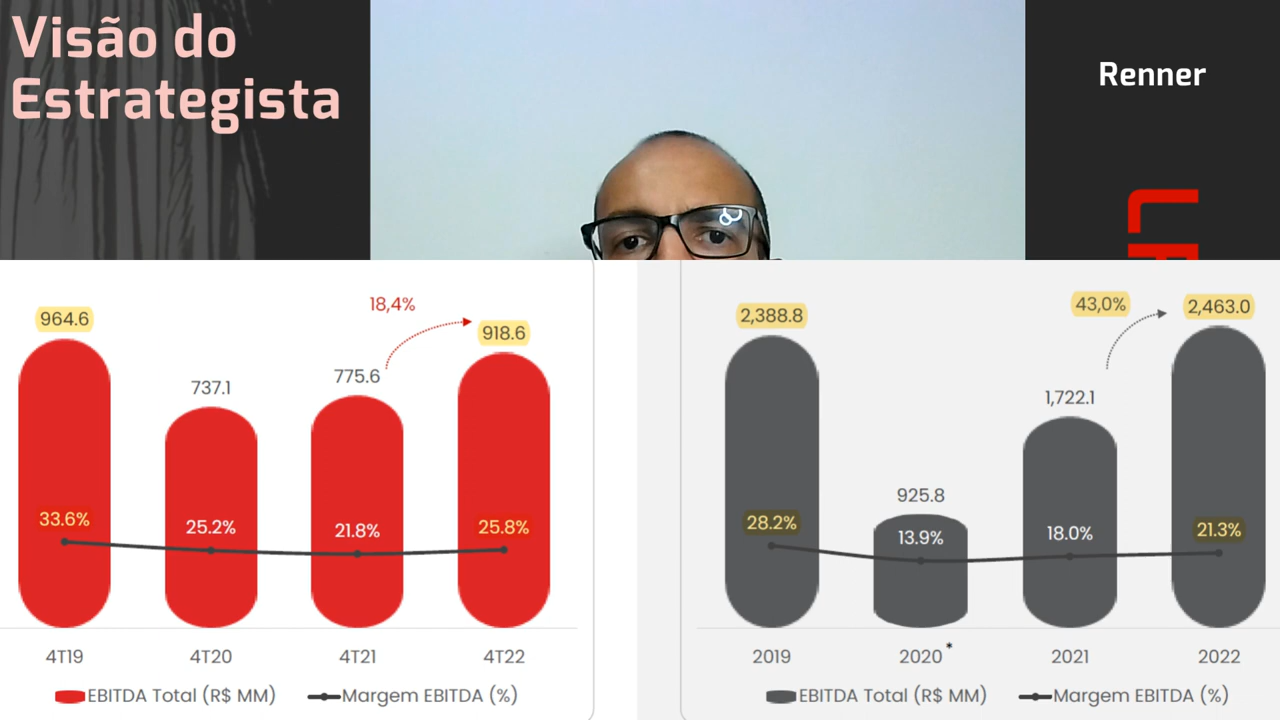 Visão do
Estrategista
Renner
LR
964.6
18,4%
918.6
775.6
737.1
33.6%
25.2%
21.8%
25.8%
4T19
4T20
4T21
4T22
EBITDA Total (R$ MM)
Margem EBITDA (%)
2,388.8
43,0%
2,463.0
1,722.1
925.8
28.2%
13.9%
18.0%
21.3%
2019
2020*
2021
2022
EBITDA Total (R$ MM)
Margem EBITDA (%)